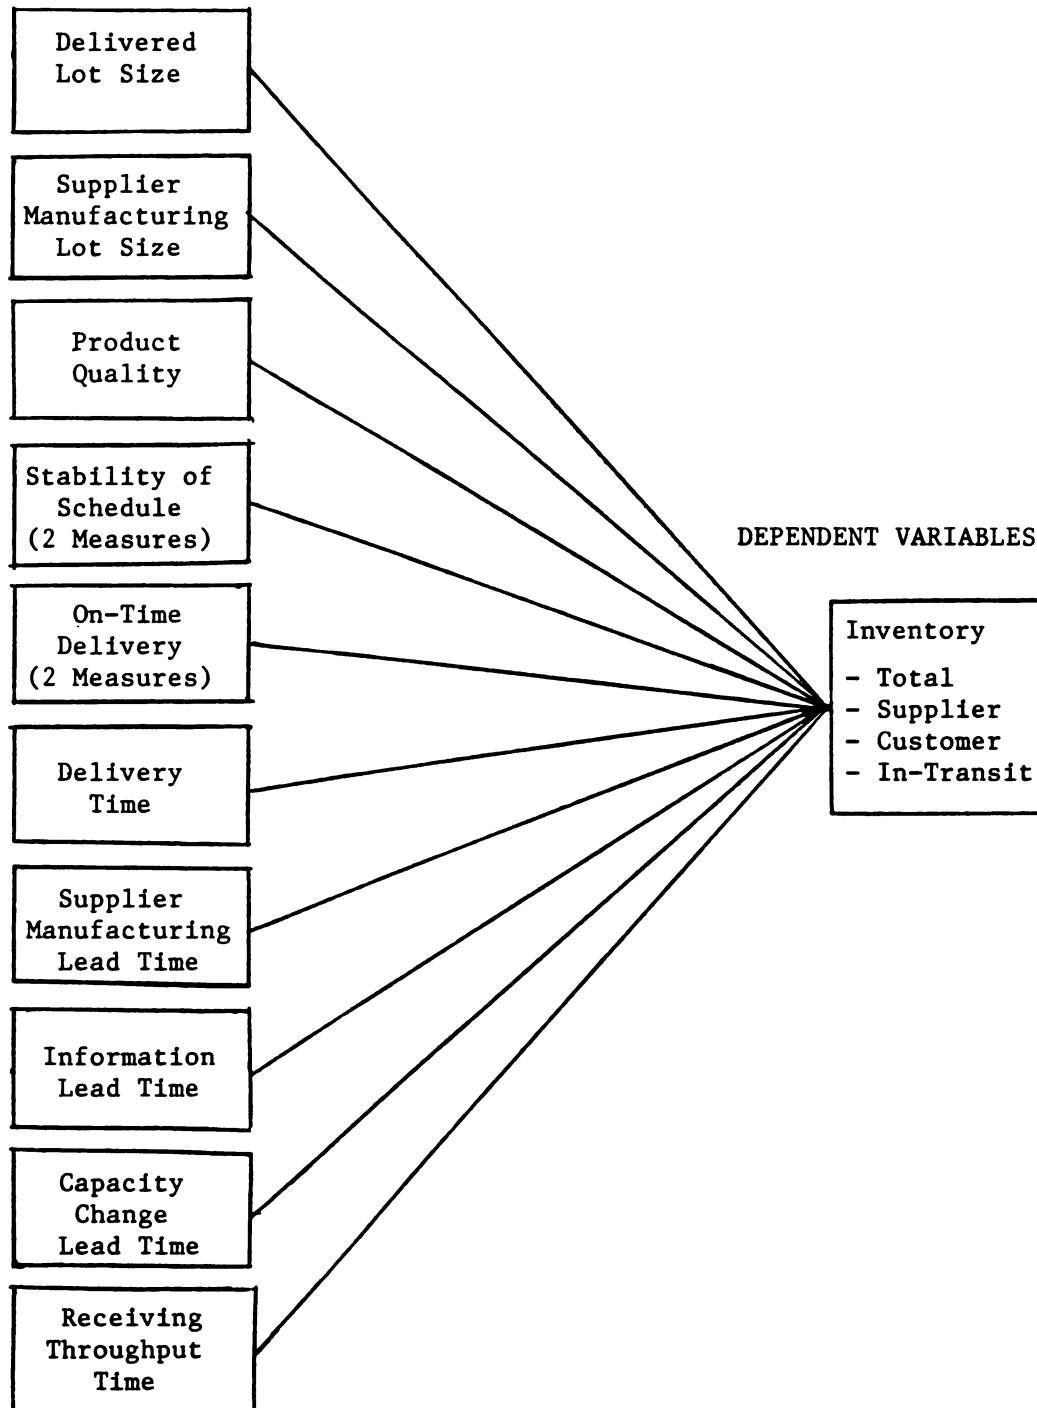 Delivered
Lot Size
Supplier
Manufacturing
Lot Size
Product
Quality
Stability of
Schedule
(2 Measures)
On-Time
Delivery
(2 Measures)
Delivery
Time
Supplier
Manufacturing
Lead Time
Information
Lead Time
Capacity
Change
Lead Time
Receiving
Throughput
Time
DEPENDENT VARIABLES
Inventory
- Total
- Supplier
- Customer
- In-Transit